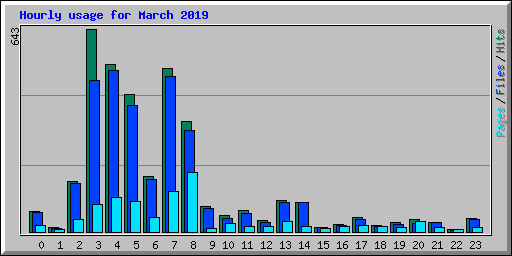 Hourly usage for March 2019
643
Pages/Files/Hits
0 1 2 3 4 5 6 7 8 9 10 11 12 13 14 15 16 17 18 19 20 21 22 23